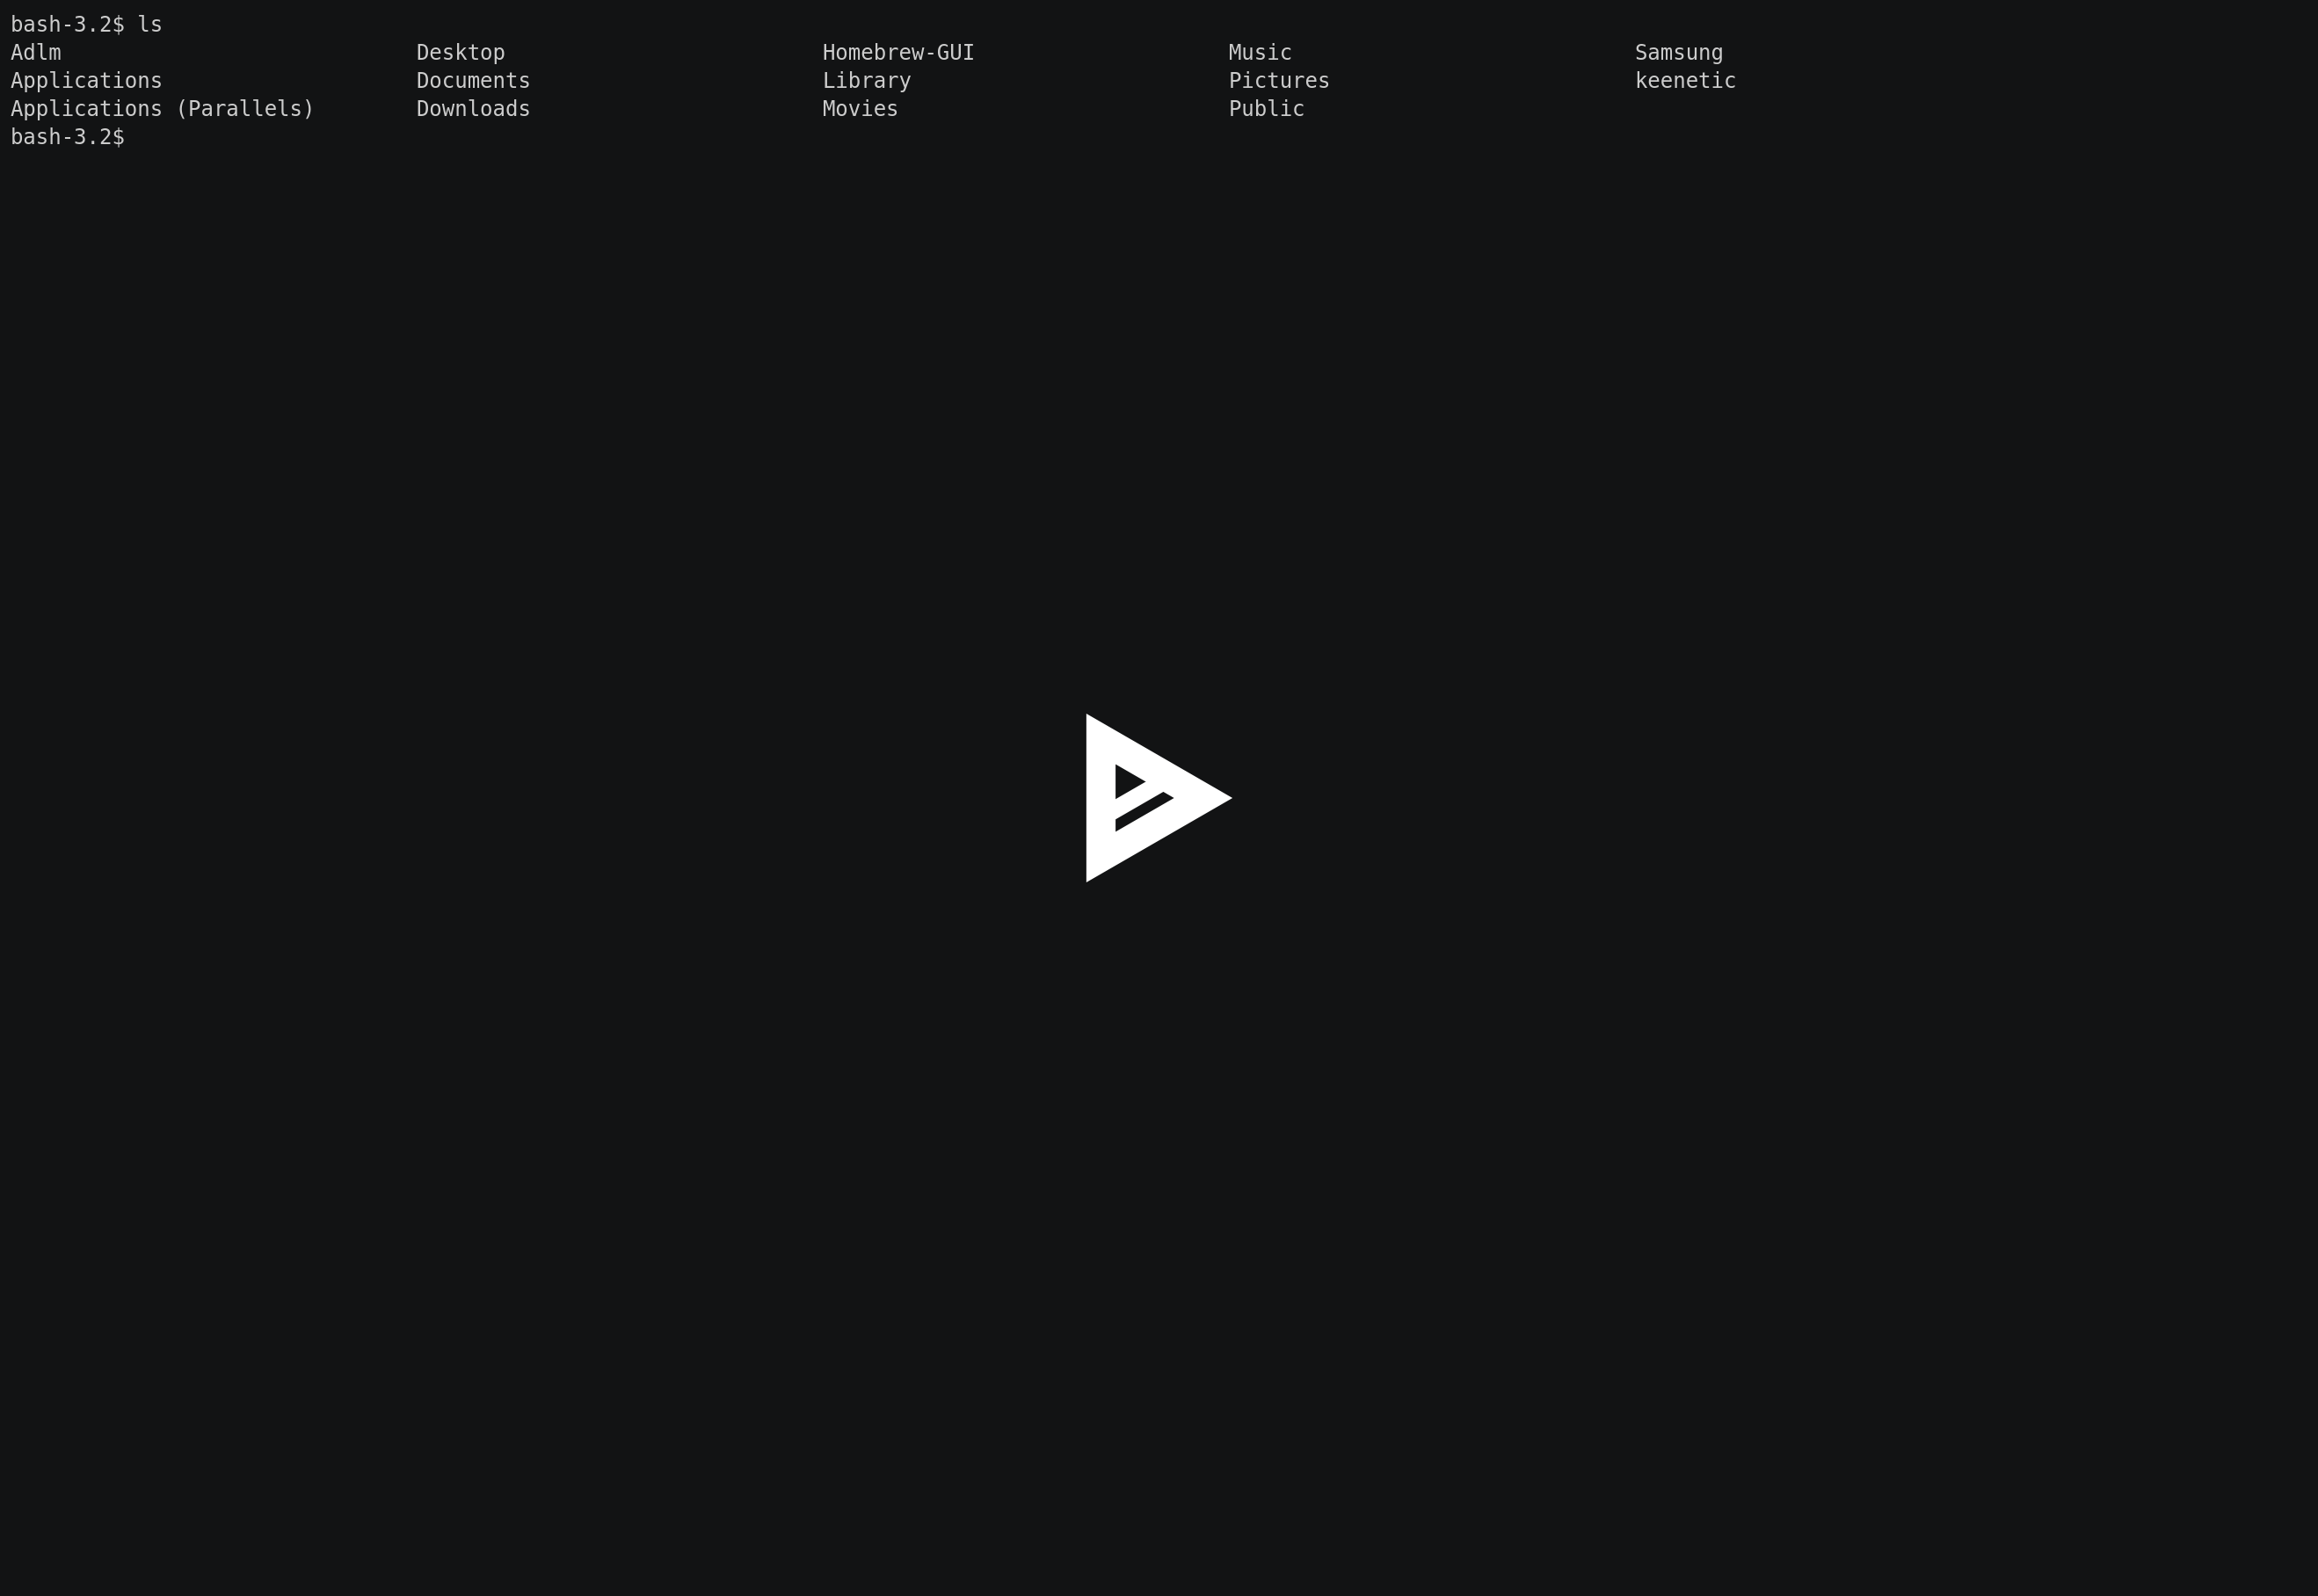 bash-3.2$ ls
Adlm Desktop Homebrew-GUI Music Samsung
Applications Documents Library Pictures keenetic
Applications (Parallels) Downloads Movies Public
bash-3.2$